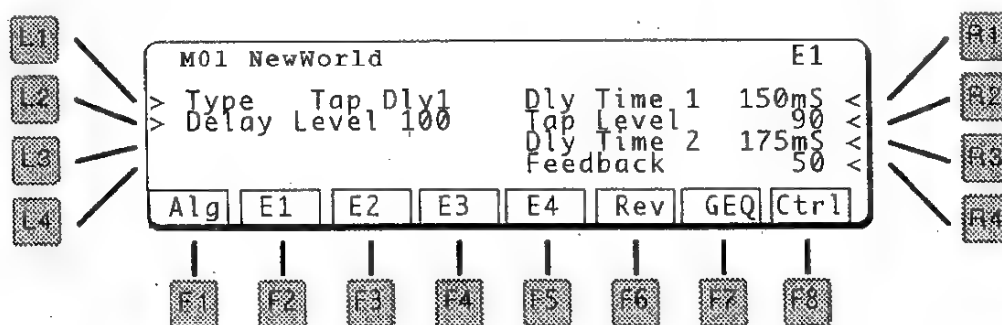 L1
R1
M01 NewWorld E1
L2
R2
> Type Tap Dly1 Dly Time 1 150mS <
> Delay Level 100 Tap Level 90 <
Dly Time 2 175mS <
Feedback 50 <
L3
R3
L4
R4
Alg E1 E2 E3 E4 Rev GEQ Ctrl
F1 F2 F3 F4 F5 F6 F7 F8